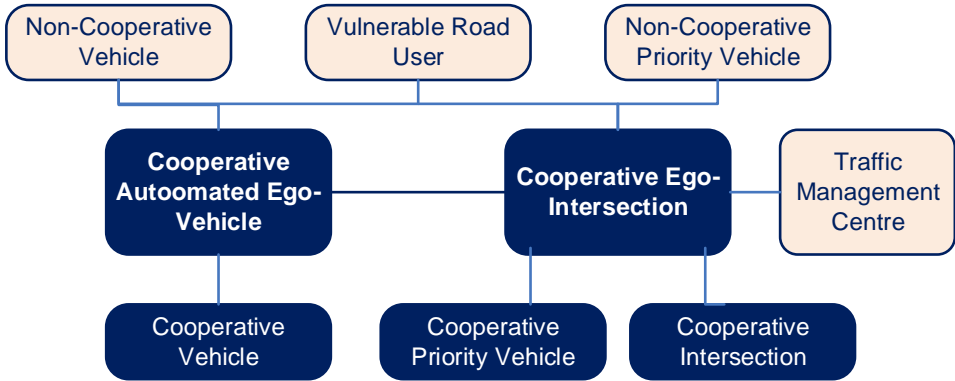 Non-Cooperative
Vehicle
Vulnerable Road
User
Non-Cooperative
Priority Vehicle
Cooperative
Autoomated Ego-
Vehicle
Cooperative Ego-
Intersection
Traffic
Management
Centre
Cooperative
Vehicle
Cooperative
Priority Vehicle
Cooperative
Intersection